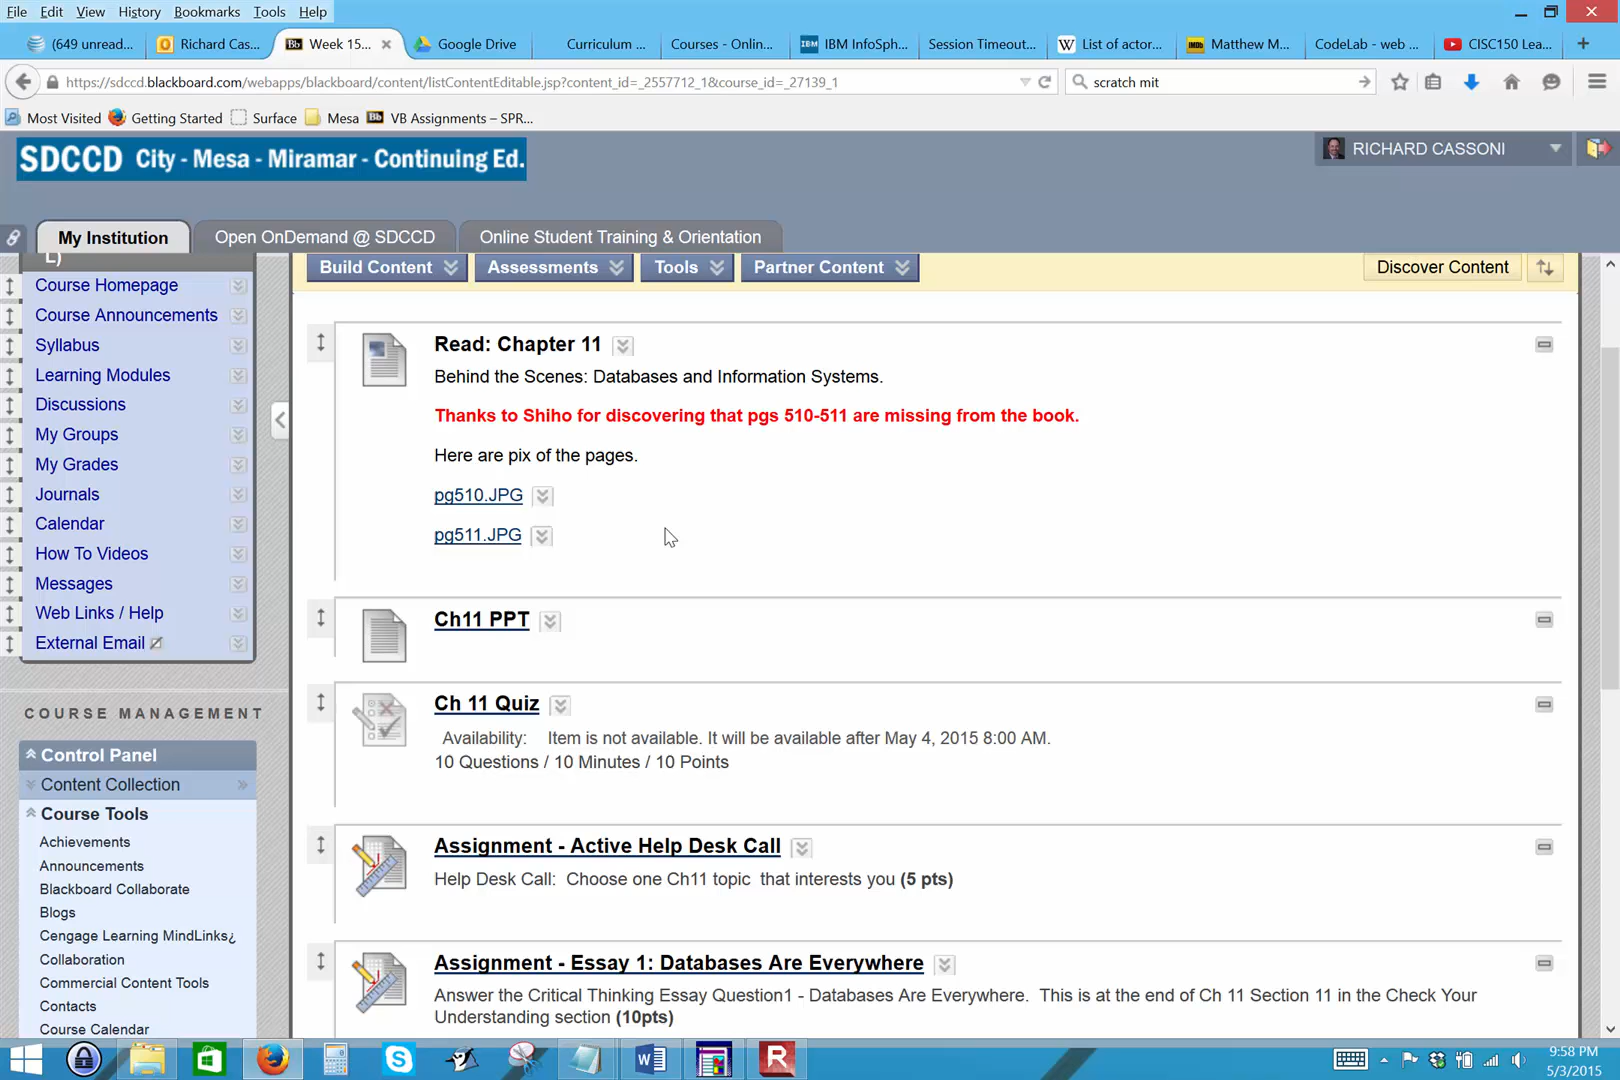 File Edit View History Bookmarks Tools Help
(649 unread... Richard Cas... Week 15... Google Drive Curriculum ... Courses - Onlin... IBM InfoSph... Session Timeout... List of actor... Matthew M... CodeLab - web ... CISC150 Lea...
https://sdccd.blackboard.com/webapps/blackboard/content/listContentEditable.jsp?content_id=_2557712_1&course_id=_27139_1 scratch mit
Most Visited Getting Started Surface Mesa VB Assignments – SPR...
SDCCD City - Mesa - Miramar - Continuing Ed. RICHARD CASSONI
My Institution Open OnDemand @ SDCCD Online Student Training & Orientation
L)
Course Homepage
Course Announcements
Syllabus
Learning Modules
Discussions
My Groups
My Grades
Journals
Calendar
How To Videos
Messages
Web Links / Help
External Email
COURSE MANAGEMENT
Control Panel
Content Collection
Course Tools
Achievements
Announcements
Blackboard Collaborate
Blogs
Cengage Learning MindLinks¿
Collaboration
Commercial Content Tools
Contacts
Course Calendar
Build Content Assessments Tools Partner Content Discover Content
Read: Chapter 11
Behind the Scenes: Databases and Information Systems.
Thanks to Shiho for discovering that pgs 510-511 are missing from the book.
Here are pix of the pages.
pg510.JPG
pg511.JPG
Ch11 PPT
Ch 11 Quiz
Availability: Item is not available. It will be available after May 4, 2015 8:00 AM.
10 Questions / 10 Minutes / 10 Points
Assignment - Active Help Desk Call
Help Desk Call: Choose one Ch11 topic that interests you (5 pts)
Assignment - Essay 1: Databases Are Everywhere
Answer the Critical Thinking Essay Question1 - Databases Are Everywhere. This is at the end of Ch 11 Section 11 in the Check Your
Understanding section (10pts)
9:58 PM
5/3/2015